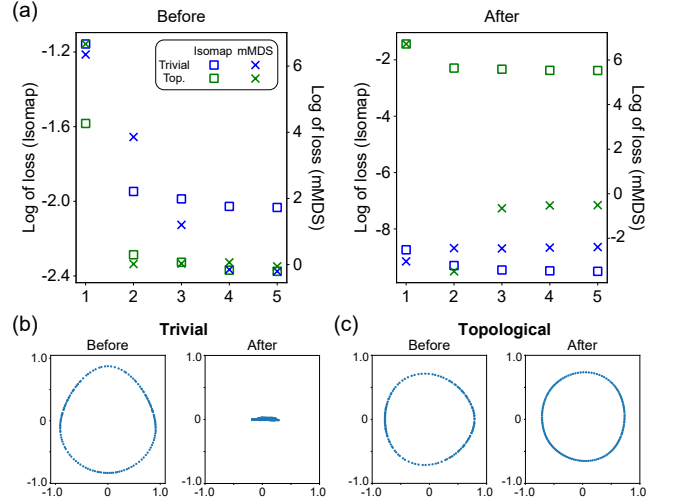 (a)
Before
After
Isomap mMDS
Trivial
Top.
Log of loss (Isomap)
-1.2
-1.6
-2.0
-2.4
6
4
2
0
Log of loss (mMDS)
1 2 3 4 5
Log of loss (Isomap)
-2
-4
-6
-8
6
4
2
0
-2
Log of loss (mMDS)
1 2 3 4 5
(b) Trivial
Before After
1.0
0
-1.0
-1.0 0 1.0
1.0
0
-1.0
-1.0 0 1.0
(c) Topological
Before After
1.0
0
-1.0
-1.0 0 1.0
1.0
0
-1.0
-1.0 0 1.0